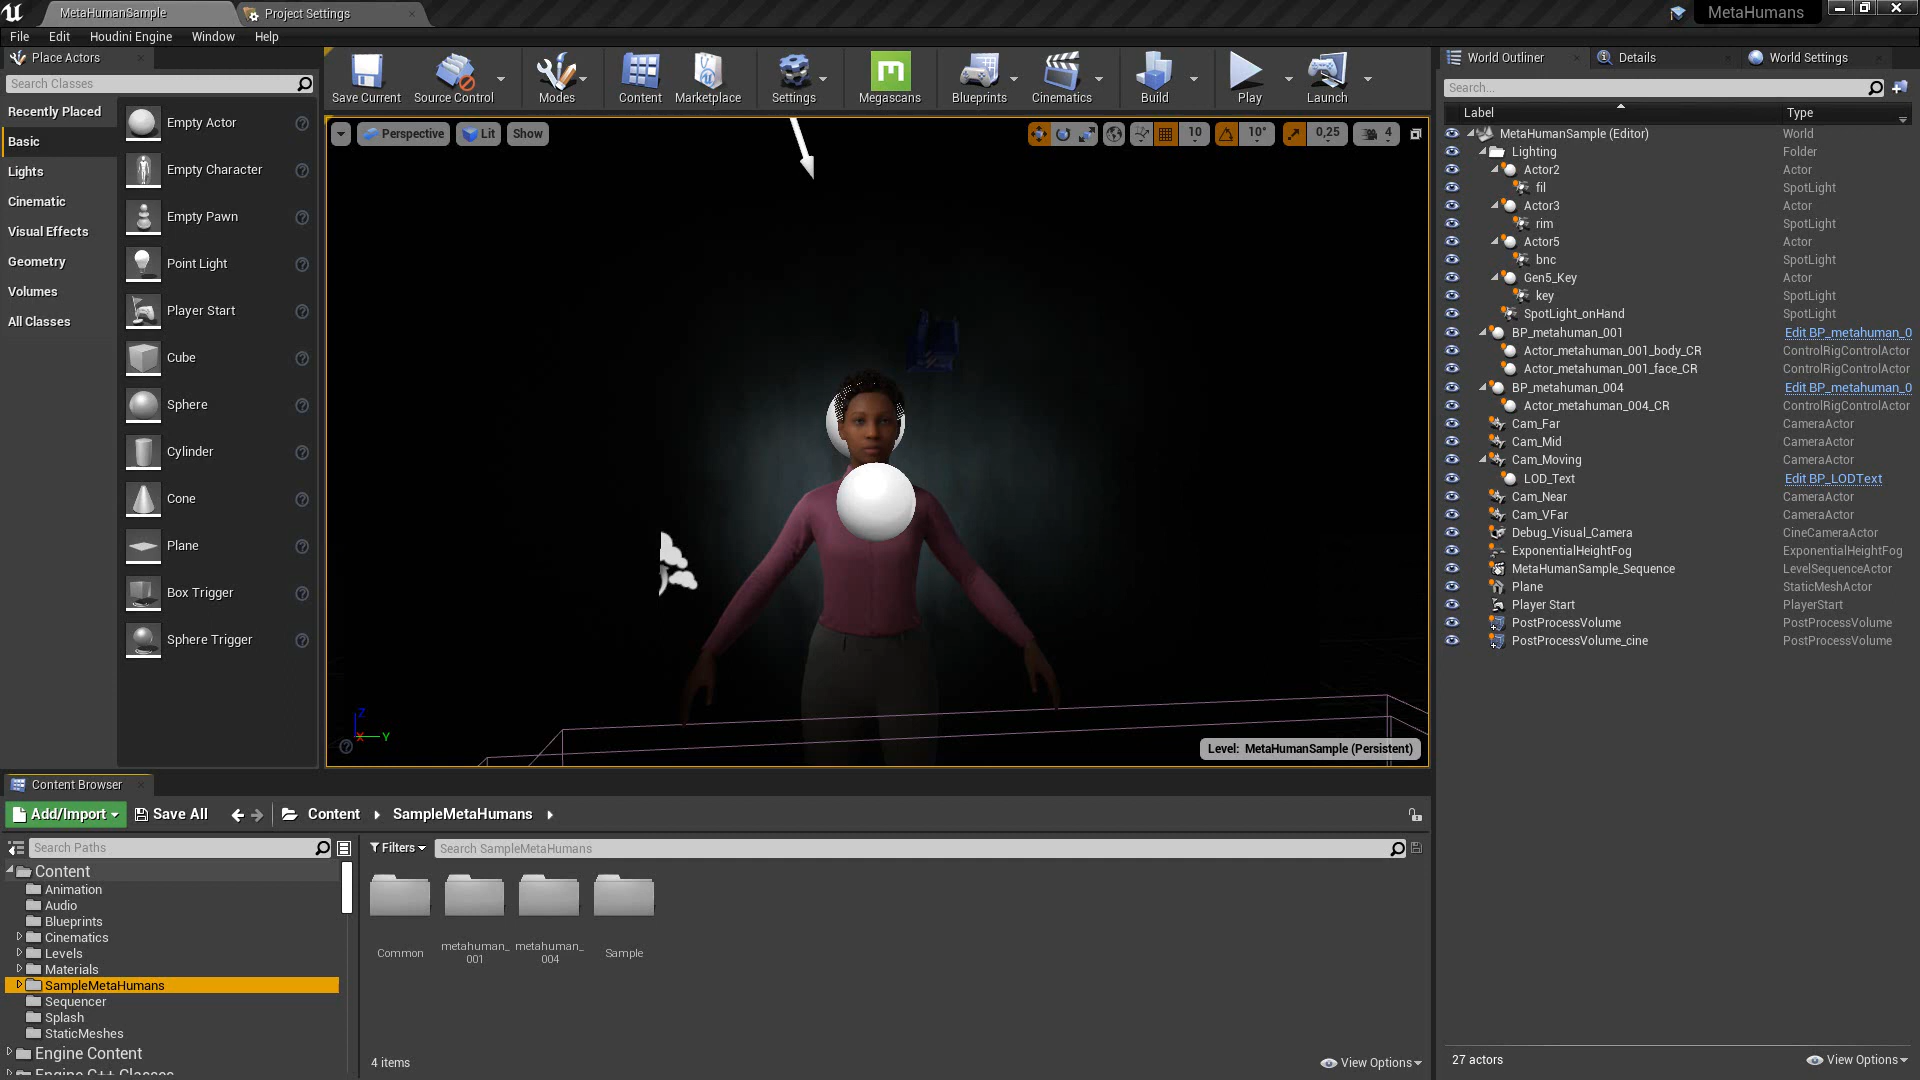 MetaHumanSample
Project Settings
MetaHumans
File Edit Houdini Engine Window Help
Place Actors
Search Classes
Recently Placed
Basic
Lights
Cinematic
Visual Effects
Geometry
Volumes
All Classes
Empty Actor
Empty Character
Empty Pawn
Point Light
Player Start
Cube
Sphere
Cylinder
Cone
Plane
Box Trigger
Sphere Trigger
Save Current Source Control Modes Content Marketplace Settings Megascans Blueprints Cinematics Build Play Launch
Perspective Lit Show
10 10° 0,25 4
Z
X Y
Level: MetaHumanSample (Persistent)
World Outliner Details World Settings
Search...
Label Type
MetaHumanSample (Editor) World
Lighting Folder
Actor2 Actor
fil SpotLight
Actor3 Actor
rim SpotLight
Actor5 Actor
bnc SpotLight
Gen5_Key Actor
key SpotLight
SpotLight_onHand SpotLight
BP_metahuman_001 Edit BP_metahuman_0
Actor_metahuman_001_body_CR ControlRigControlActor
Actor_metahuman_001_face_CR ControlRigControlActor
BP_metahuman_004 Edit BP_metahuman_0
Actor_metahuman_004_CR ControlRigControlActor
Cam_Far CameraActor
Cam_Mid CameraActor
Cam_Moving CameraActor
LOD_Text Edit BP_LODText
Cam_Near CameraActor
Cam_VFar CameraActor
Debug_Visual_Camera CineCameraActor
ExponentialHeightFog ExponentialHeightFog
MetaHumanSample_Sequence LevelSequenceActor
Plane StaticMeshActor
Player Start PlayerStart
PostProcessVolume PostProcessVolume
PostProcessVolume_cine PostProcessVolume
27 actors View Options
Content Browser
Add/Import Save All Content SampleMetaHumans
Search Paths
Content
Animation
Audio
Blueprints
Cinematics
Levels
Materials
SampleMetaHumans
Sequencer
Splash
StaticMeshes
Engine Content
Engine C++ Classes
Filters Search SampleMetaHumans
Common
metahuman_
001
metahuman_
004
Sample
4 items View Options